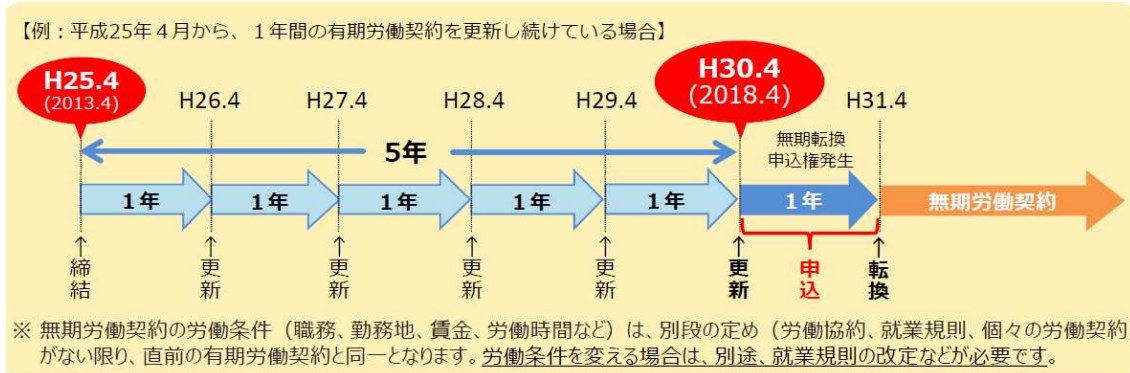 【例：平成25年４月から、１年間の有期労働契約を更新し続けている場合】
H25.4
(2013.4)
H26.4
H27.4
H28.4
H29.4
H30.4
(2018.4)
H31.4
5年
無期転換
申込権発生
１年
１年
１年
１年
１年
１年
無期労働契約
↑締結
↑更新
↑更新
↑更新
↑更新
↑更新
申込
↑転換
※ 無期労働契約の労働条件（職務、勤務地、賃金、労働時間など）は、別段の定め（労働協約、就業規則、個々の労働契約
がない限り、直前の有期労働契約と同一となります。労働条件を変える場合は、別途、就業規則の改定などが必要です。